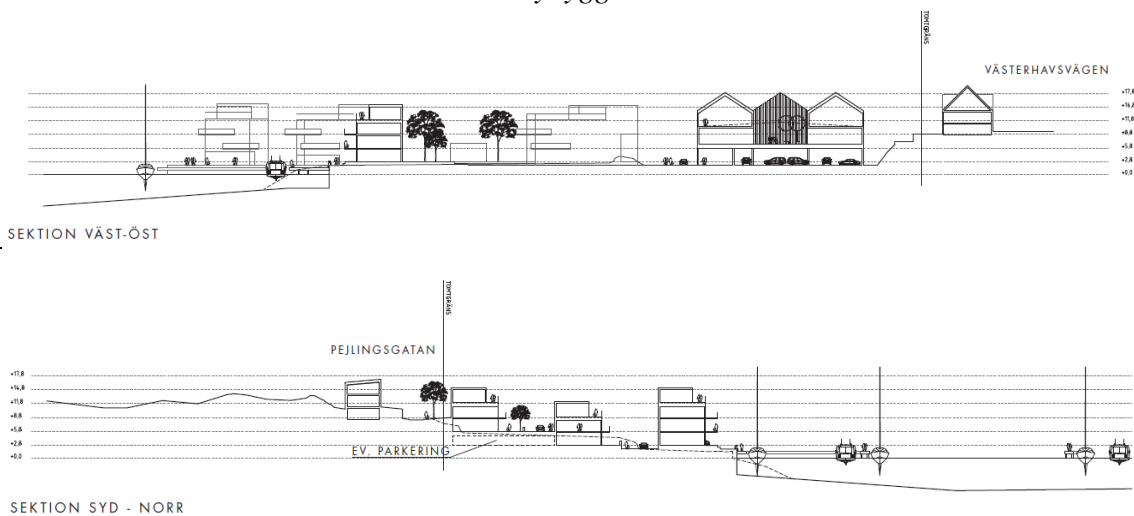 TOMTGRÄNS
VÄSTERHAVSVÄGEN
+17,8
+14,2
+11,8
+8,8
+5,8
+2,8
+0,0
SEKTION VÄST-ÖST
TOMTGRÄNS
PEJLINGSGATAN
+17,8
+14,8
+11,8
+8,8
+5,8
+2,8
+0,0
EV. PARKERING
SEKTION SYD - NORR